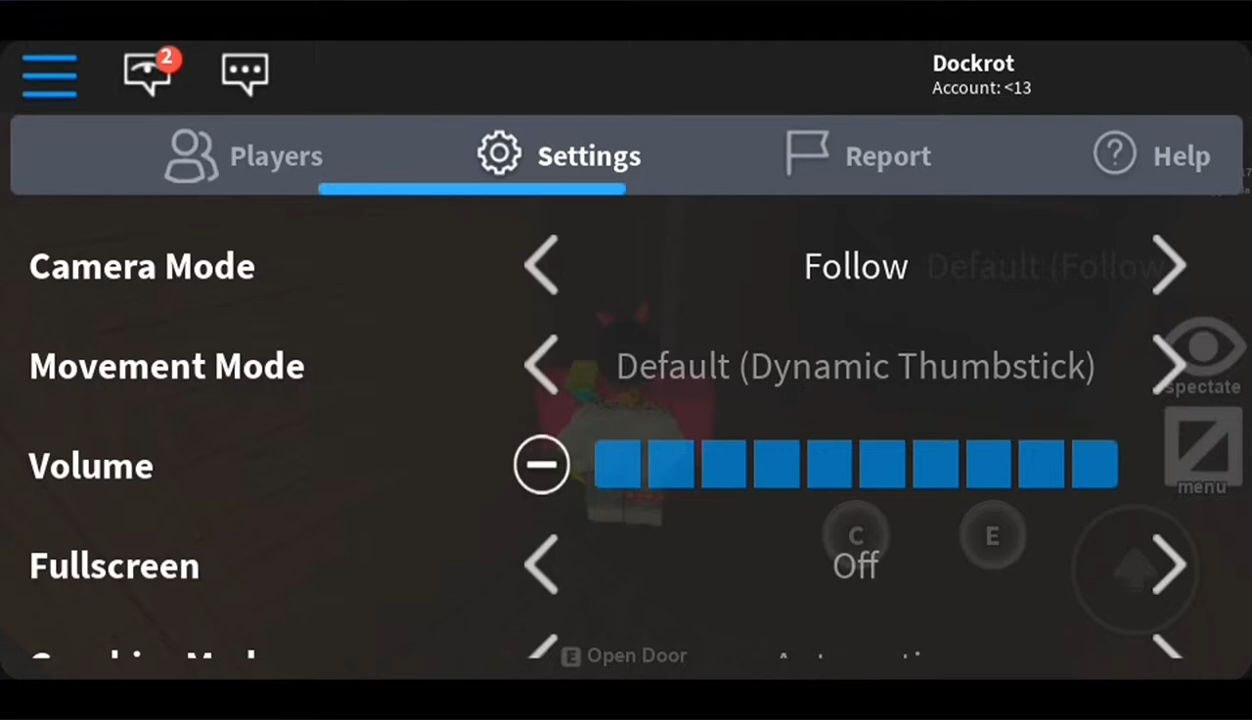 2
Dockrot
Account: <13
Players
Settings
Report
Help
Camera Mode
Follow
Default (Follow
Movement Mode
Default (Dynamic Thumbstick)
spectate
Volume
menu
C
E
Fullscreen
Off
E Open Door